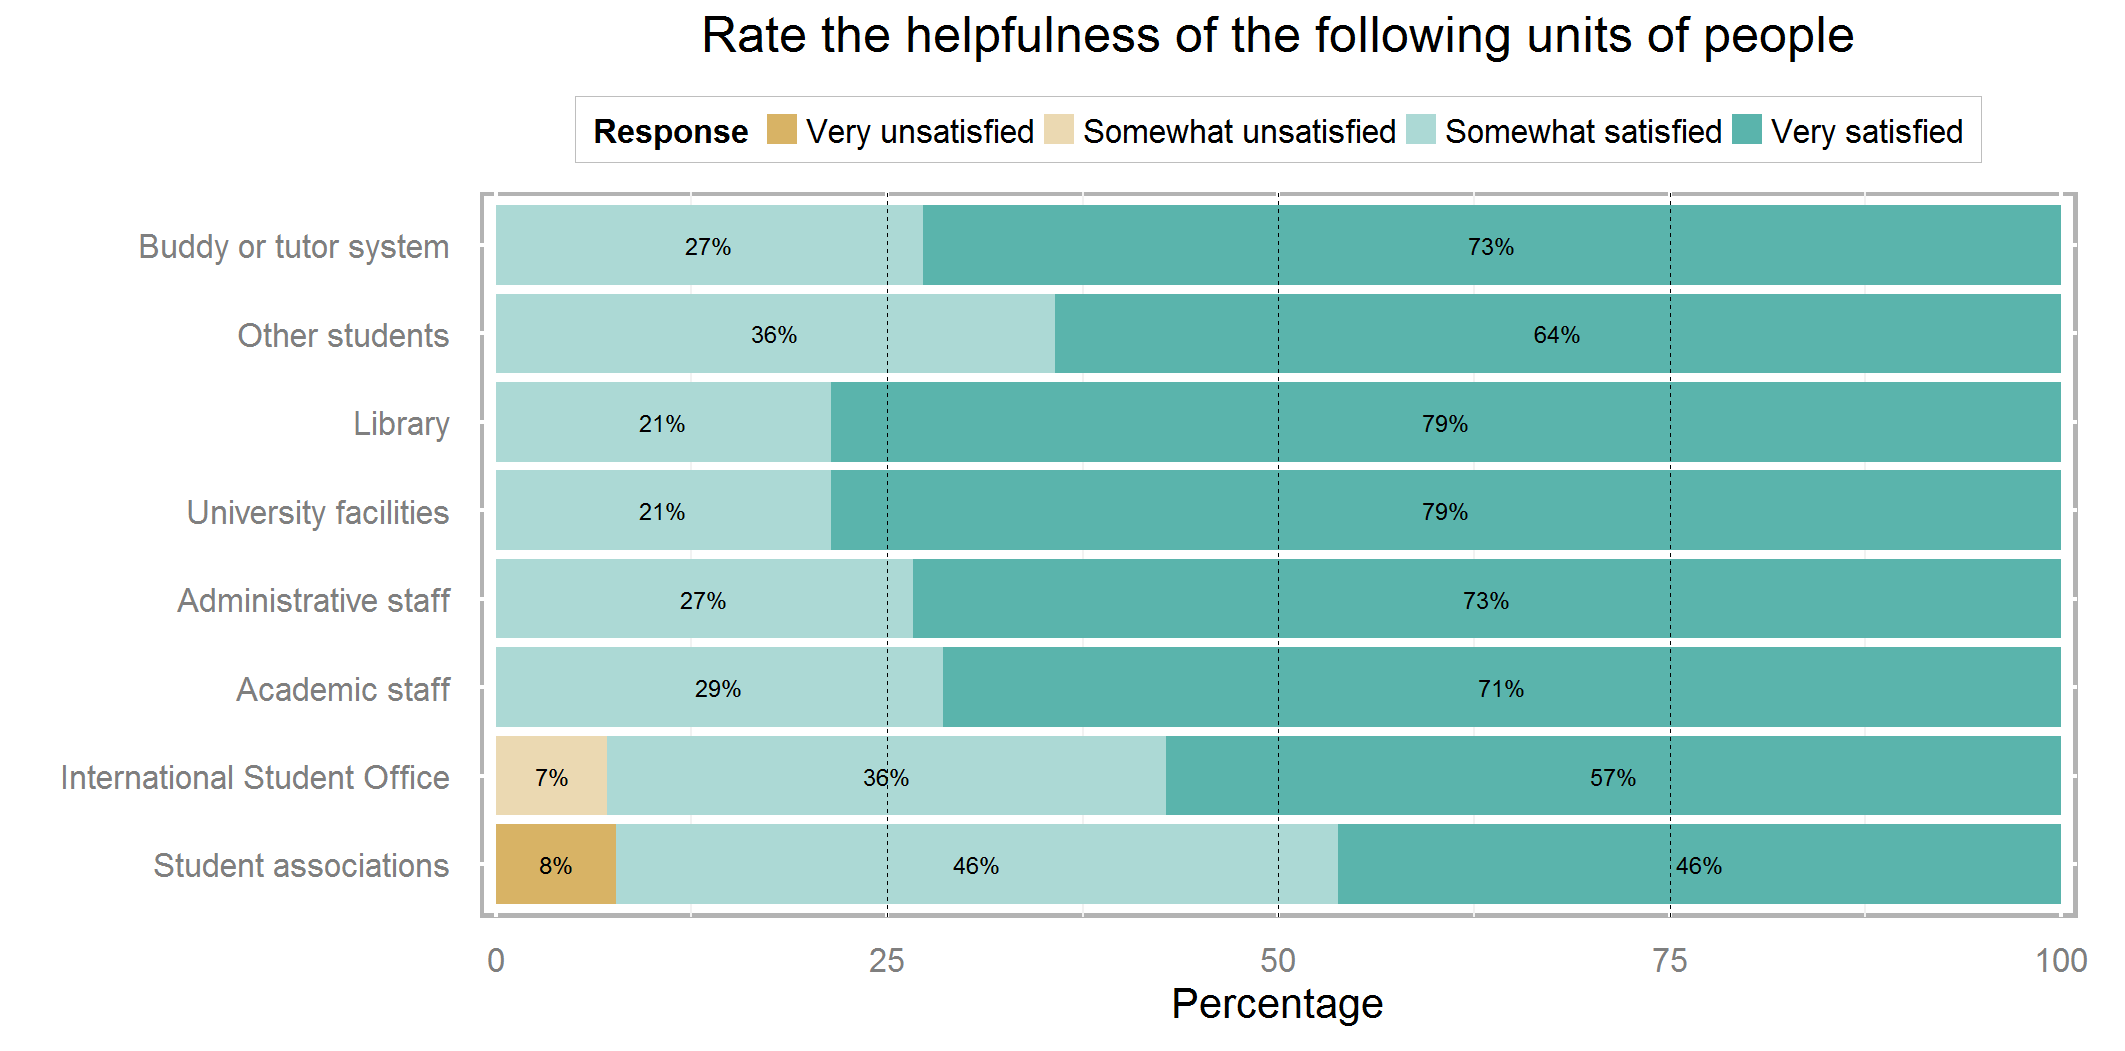 Rate the helpfulness of the following units of people
Response Very unsatisfied Somewhat unsatisfied Somewhat satisfied Very satisfied
Buddy or tutor system 27% 73%
Other students 36% 64%
Library 21% 79%
University facilities 21% 79%
Administrative staff 27% 73%
Academic staff 29% 71%
International Student Office 7% 36% 57%
Student associations 8% 46% 46%
0 25 50 75 100
Percentage